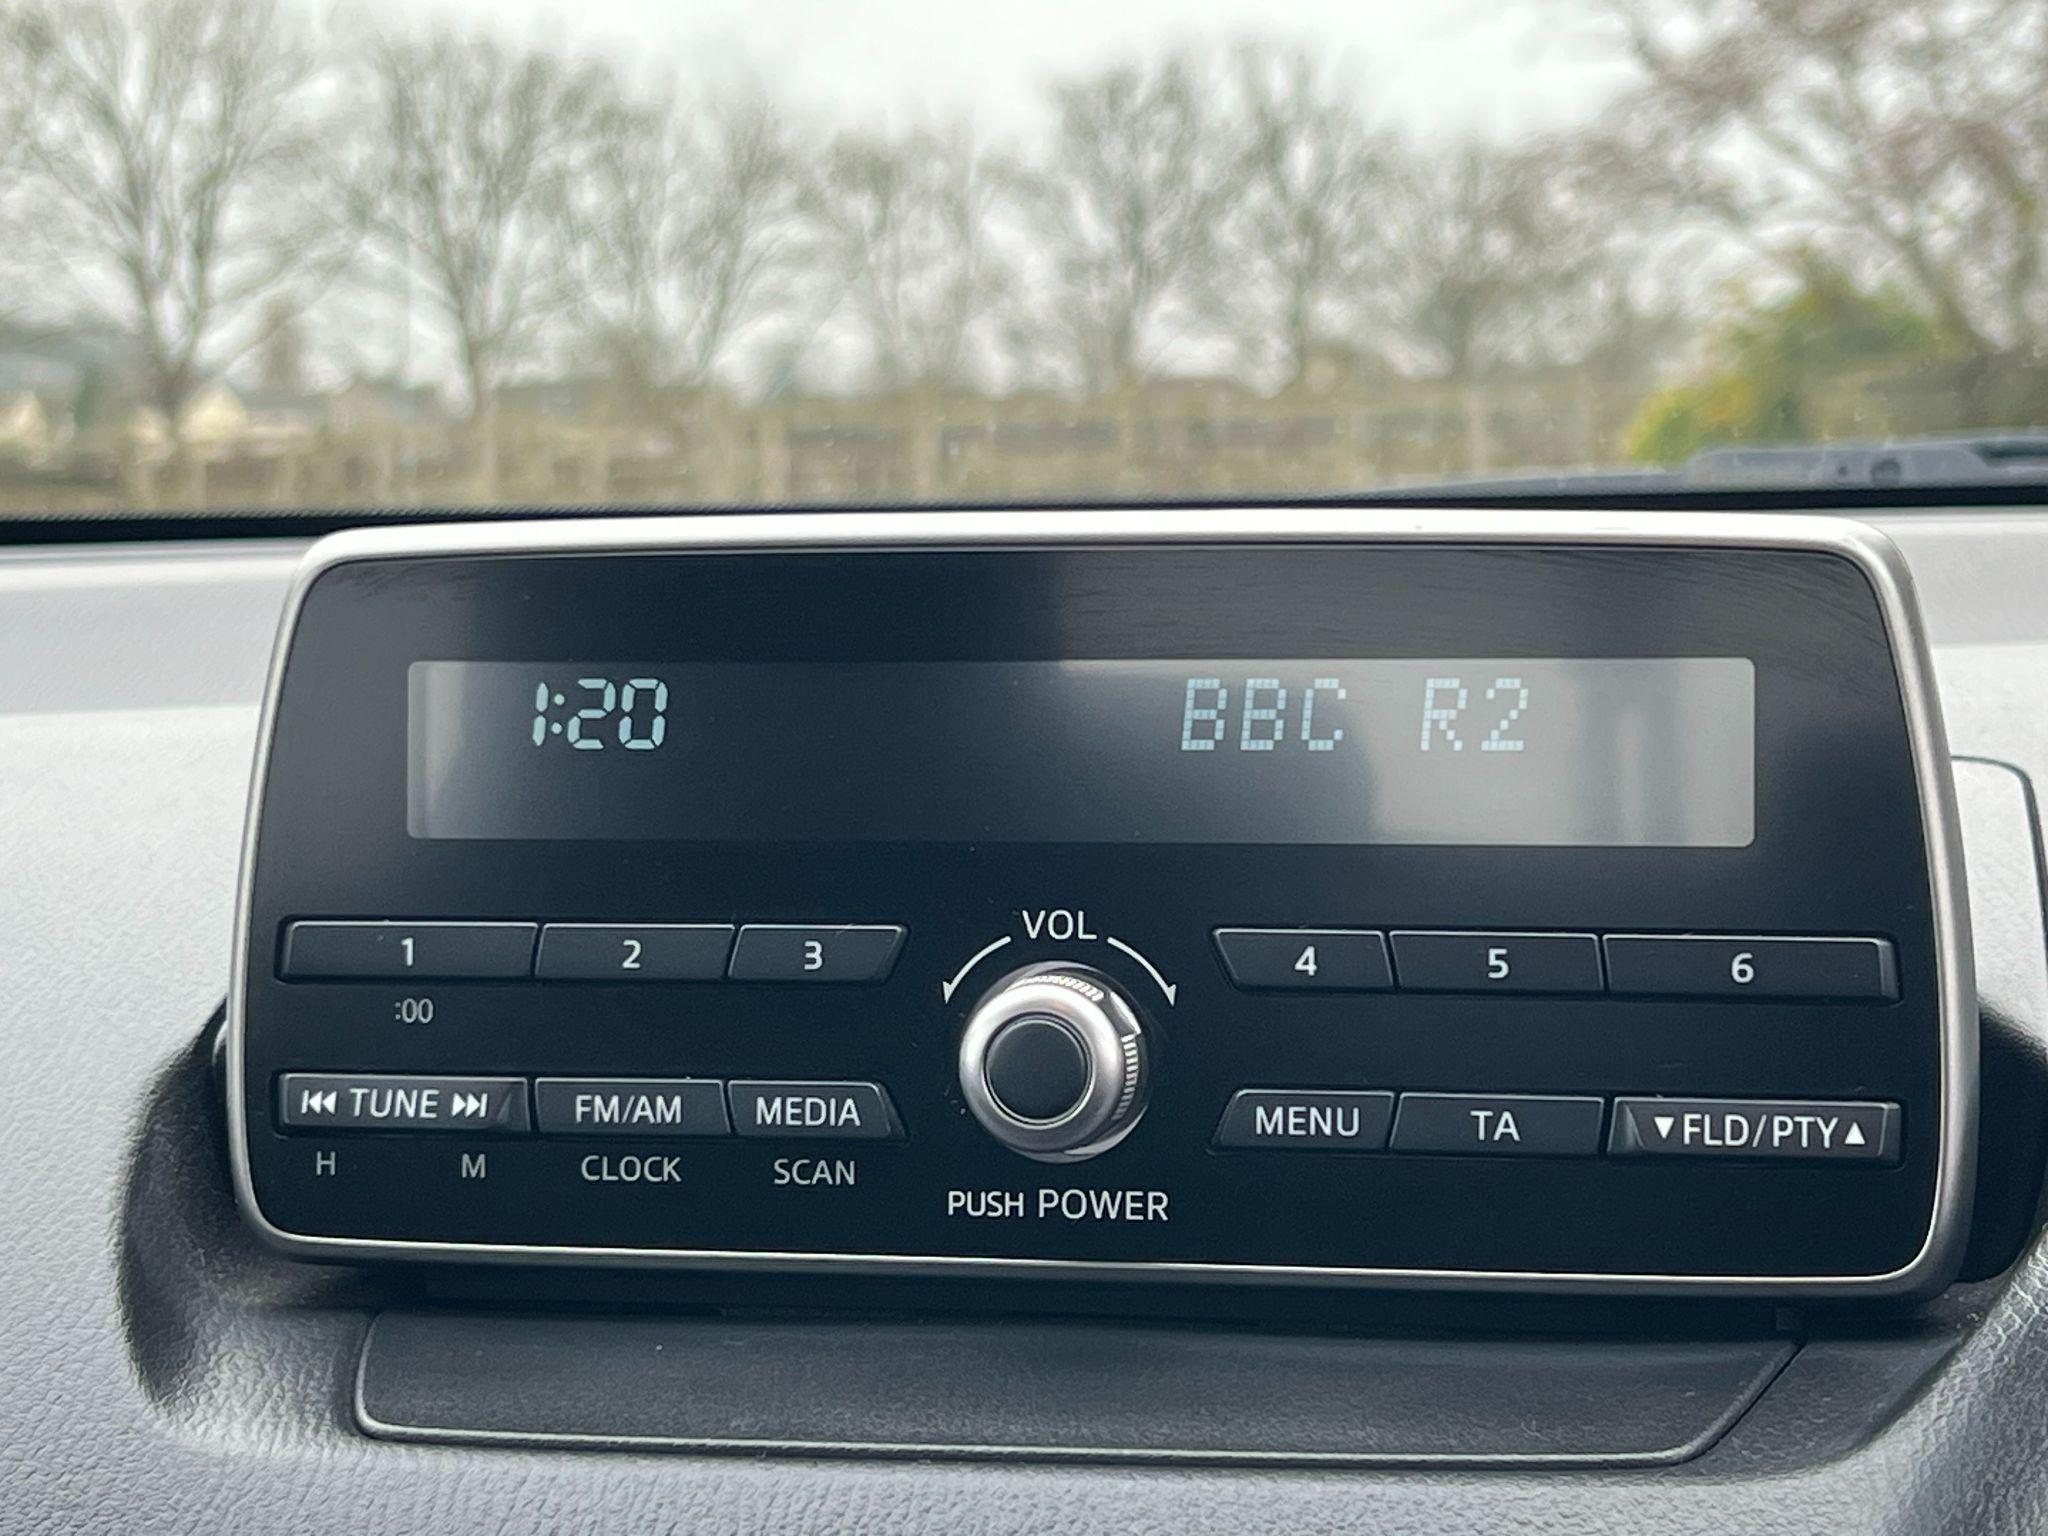 1:20 BBC R2
VOL
1 2 3 4 5 6
:00
TUNE FM/AM MEDIA MENU TA ▼FLD/PTY▲
H M CLOCK SCAN
PUSH POWER